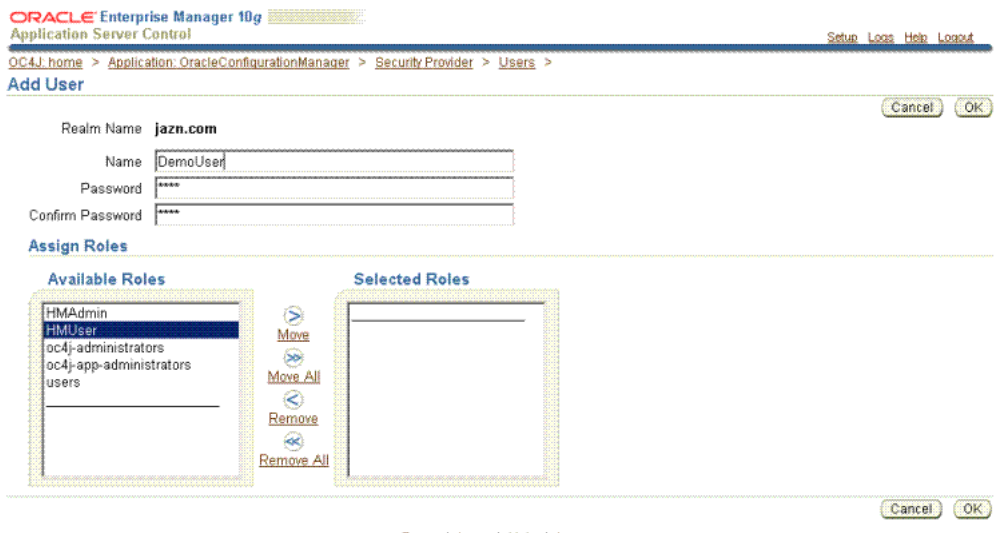 ORACLE Enterprise Manager 10g
Application Server Control
Setup Logs Help Logout
OC4J: home > Application: OracleConfigurationManager > Security Provider > Users >
Add User
Cancel OK
Realm Name jazn.com
Name DemoUser
Password ****
Confirm Password ****
Assign Roles
Available Roles
Selected Roles
HMAdmin
HMUser
oc4j-administrators
oc4j-app-administrators
users
Move
Move All
Remove
Remove All
Cancel OK